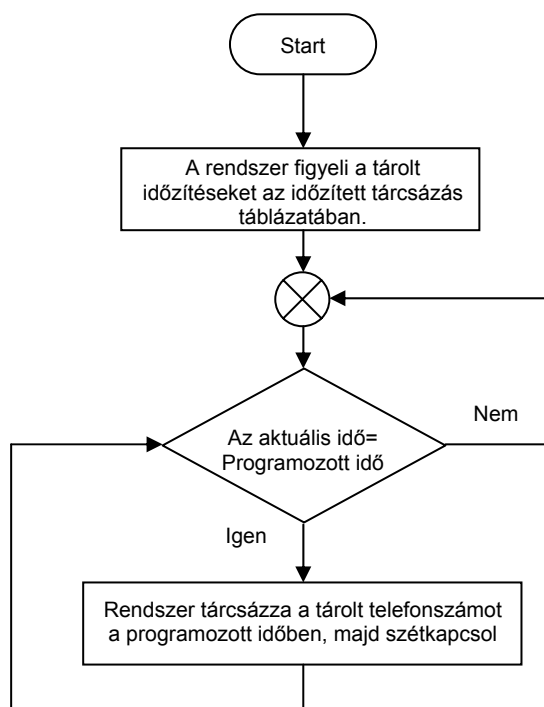 Start
A rendszer figyeli a tárolt
időzítéseket az időzített tárcsázás
táblázatában.
Az aktuális idő=
Programozott idő
Nem
Igen
Rendszer tárcsázza a tárolt telefonszámot
a programozott időben, majd szétkapcsol